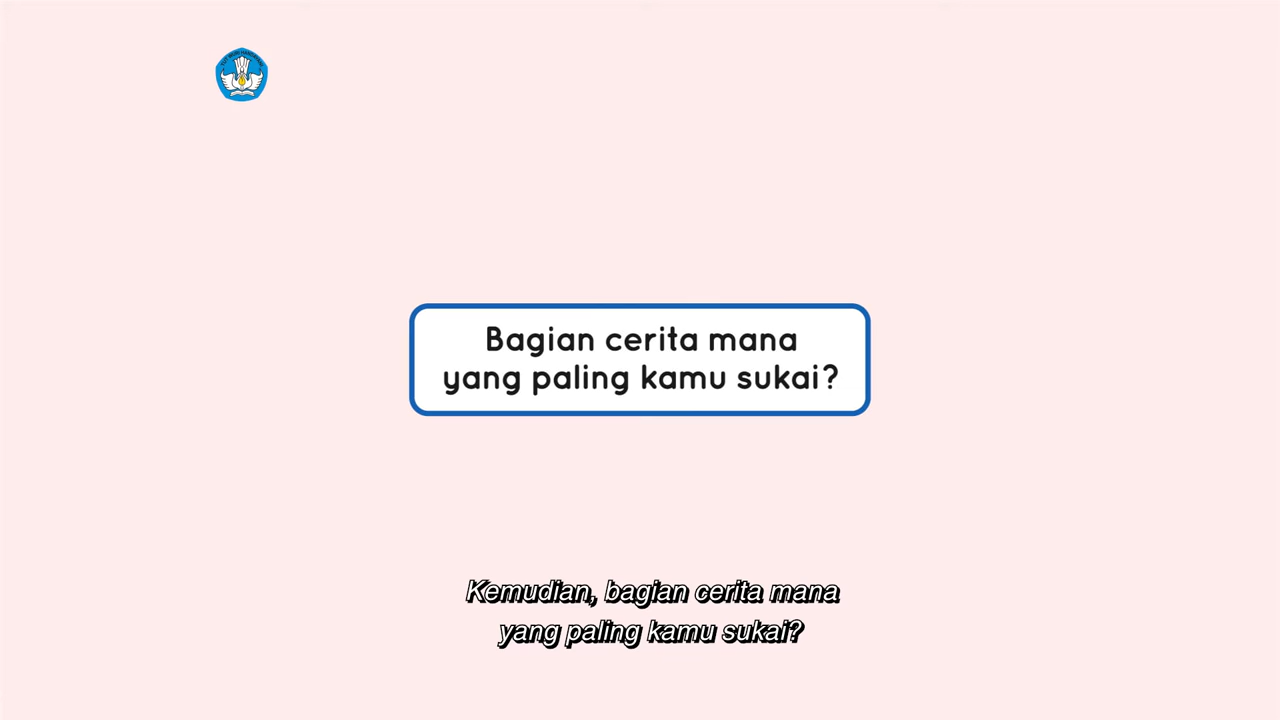 Bagian cerita mana
yang paling kamu sukai?
Kemudian, bagian cerita mana
yang paling kamu sukai?